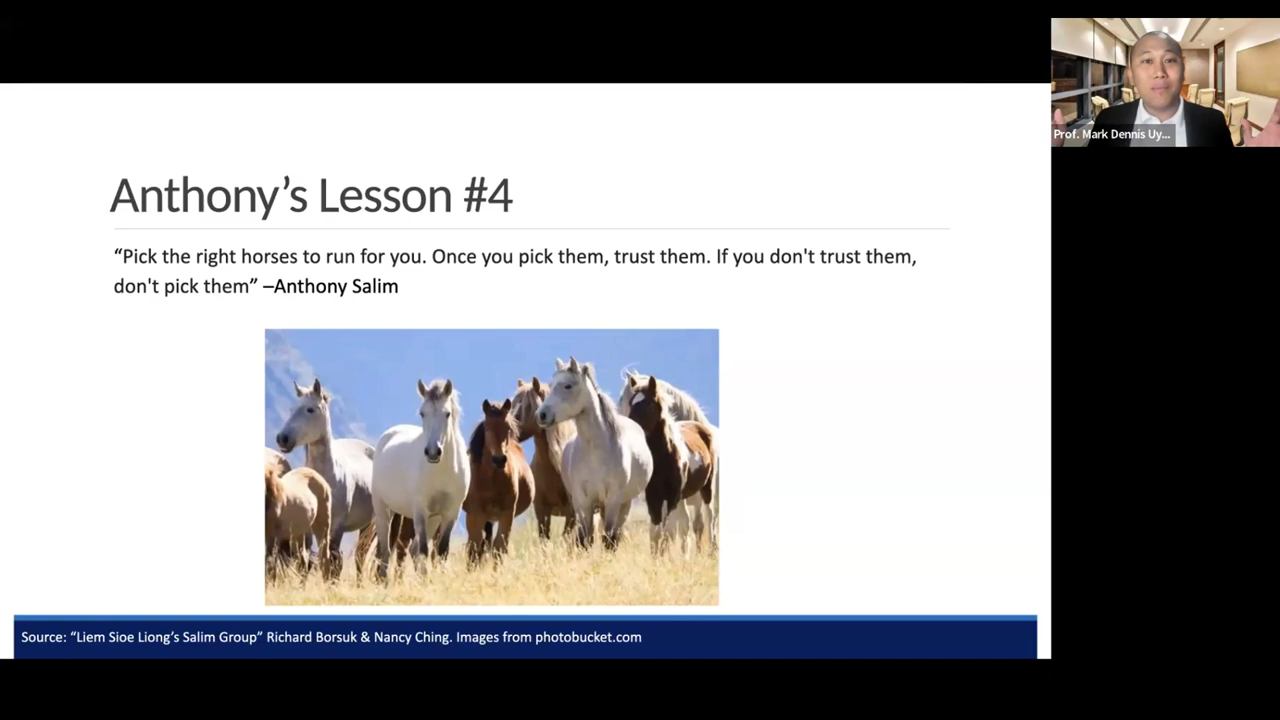 Prof. Mark Dennis Uy...
Anthony’s Lesson #4
“Pick the right horses to run for you. Once you pick them, trust them. If you don't trust them,
don't pick them” –Anthony Salim
Source: “Liem Sioe Liong’s Salim Group” Richard Borsuk & Nancy Ching. Images from photobucket.com